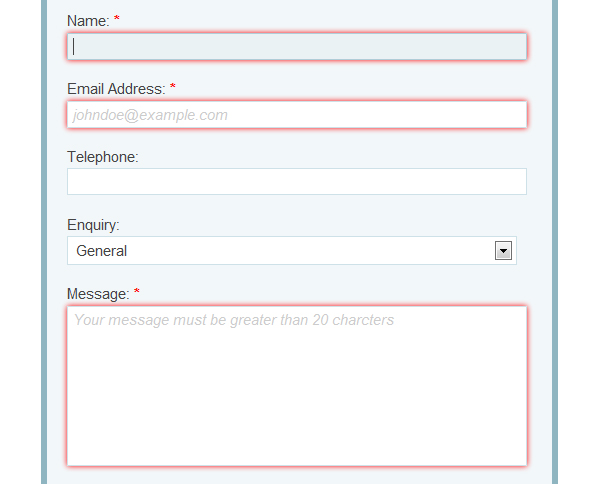 Name: *
Email Address: *
johndoe@example.com
Telephone:
Enquiry:
General
Message: *
Your message must be greater than 20 charcters